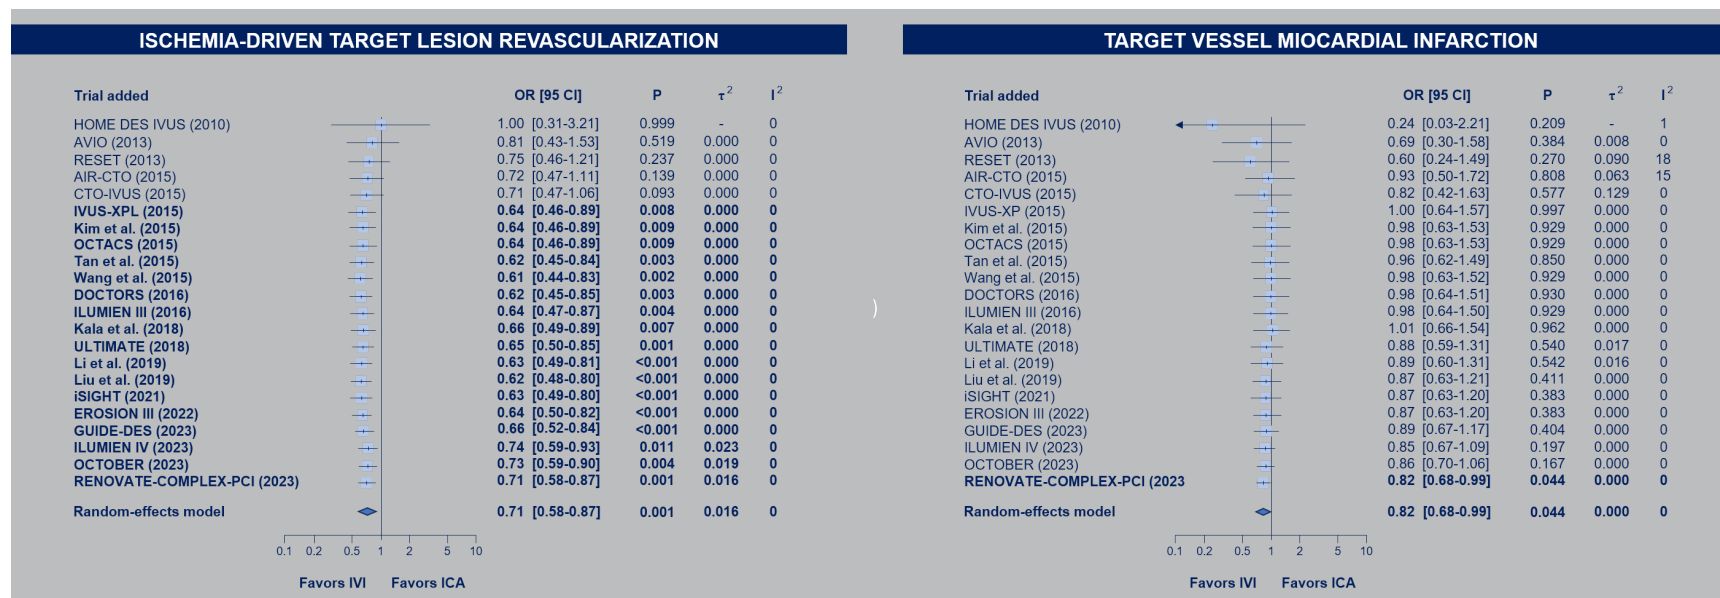 ISCHEMIA-DRIVEN TARGET LESION REVASCULARIZATION
Trial added OR [95 CI] P τ2 I2
HOME DES IVUS (2010) 1.00 [0.31-3.21] 0.999 - 0
AVIO (2013) 0.81 [0.43-1.53] 0.519 0.000 0
RESET (2013) 0.75 [0.46-1.21] 0.237 0.000 0
AIR-CTO (2015) 0.72 [0.47-1.11] 0.139 0.000 0
CTO-IVUS (2015) 0.71 [0.47-1.06] 0.093 0.000 0
IVUS-XPL (2015) 0.64 [0.46-0.89] 0.008 0.000 0
Kim et al. (2015) 0.64 [0.46-0.89] 0.009 0.000 0
OCTACS (2015) 0.64 [0.46-0.89] 0.009 0.000 0
Tan et al. (2015) 0.62 [0.45-0.84] 0.003 0.000 0
Wang et al. (2015) 0.61 [0.44-0.83] 0.002 0.000 0
DOCTORS (2016) 0.62 [0.45-0.85] 0.003 0.000 0
ILUMIEN III (2016) 0.64 [0.47-0.87] 0.004 0.000 0
Kala et al. (2018) 0.66 [0.49-0.89] 0.007 0.000 0
ULTIMATE (2018) 0.65 [0.50-0.85] 0.001 0.000 0
Li et al. (2019) 0.63 [0.49-0.81] <0.001 0.000 0
Liu et al. (2019) 0.62 [0.48-0.80] <0.001 0.000 0
iSIGHT (2021) 0.63 [0.49-0.80] <0.001 0.000 0
EROSION III (2022) 0.64 [0.50-0.82] <0.001 0.000 0
GUIDE-DES (2023) 0.66 [0.52-0.84] <0.001 0.000 0
ILUMIEN IV (2023) 0.74 [0.59-0.93] 0.011 0.023 0
OCTOBER (2023) 0.73 [0.59-0.90] 0.004 0.019 0
RENOVATE-COMPLEX-PCI (2023) 0.71 [0.58-0.87] 0.001 0.016 0
Random-effects model 0.71 [0.58-0.87] 0.001 0.016 0
0.1 0.2 0.5 1 2 5 10
Favors IVI Favors ICA
)
TARGET VESSEL MIOCARDIAL INFARCTION
Trial added OR [95 CI] P τ2 I2
HOME DES IVUS (2010) 0.24 [0.03-2.21] 0.209 - 1
AVIO (2013) 0.69 [0.30-1.58] 0.384 0.008 0
RESET (2013) 0.60 [0.24-1.49] 0.270 0.090 18
AIR-CTO (2015) 0.93 [0.50-1.72] 0.808 0.063 15
CTO-IVUS (2015) 0.82 [0.42-1.63] 0.577 0.129 0
IVUS-XP (2015) 1.00 [0.64-1.57] 0.997 0.000 0
Kim et al. (2015) 0.98 [0.63-1.53] 0.929 0.000 0
OCTACS (2015) 0.98 [0.63-1.53] 0.929 0.000 0
Tan et al. (2015) 0.96 [0.62-1.49] 0.850 0.000 0
Wang et al. (2015) 0.98 [0.63-1.52] 0.929 0.000 0
DOCTORS (2016) 0.98 [0.64-1.51] 0.930 0.000 0
ILUMIEN III (2016) 0.98 [0.64-1.50] 0.929 0.000 0
Kala et al. (2018) 1.01 [0.66-1.54] 0.962 0.000 0
ULTIMATE (2018) 0.88 [0.59-1.31] 0.540 0.017 0
Li et al. (2019) 0.89 [0.60-1.31] 0.542 0.016 0
Liu et al. (2019) 0.87 [0.63-1.21] 0.411 0.000 0
iSIGHT (2021) 0.87 [0.63-1.20] 0.383 0.000 0
EROSION III (2022) 0.87 [0.63-1.20] 0.383 0.000 0
GUIDE-DES (2023) 0.89 [0.67-1.17] 0.404 0.000 0
ILUMIEN IV (2023) 0.85 [0.67-1.09] 0.197 0.000 0
OCTOBER (2023) 0.86 [0.70-1.06] 0.167 0.000 0
RENOVATE-COMPLEX-PCI (2023 0.82 [0.68-0.99] 0.044 0.000 0
Random-effects model 0.82 [0.68-0.99] 0.044 0.000 0
0.1 0.2 0.5 1 2 5 10
Favors IVI Favors ICA